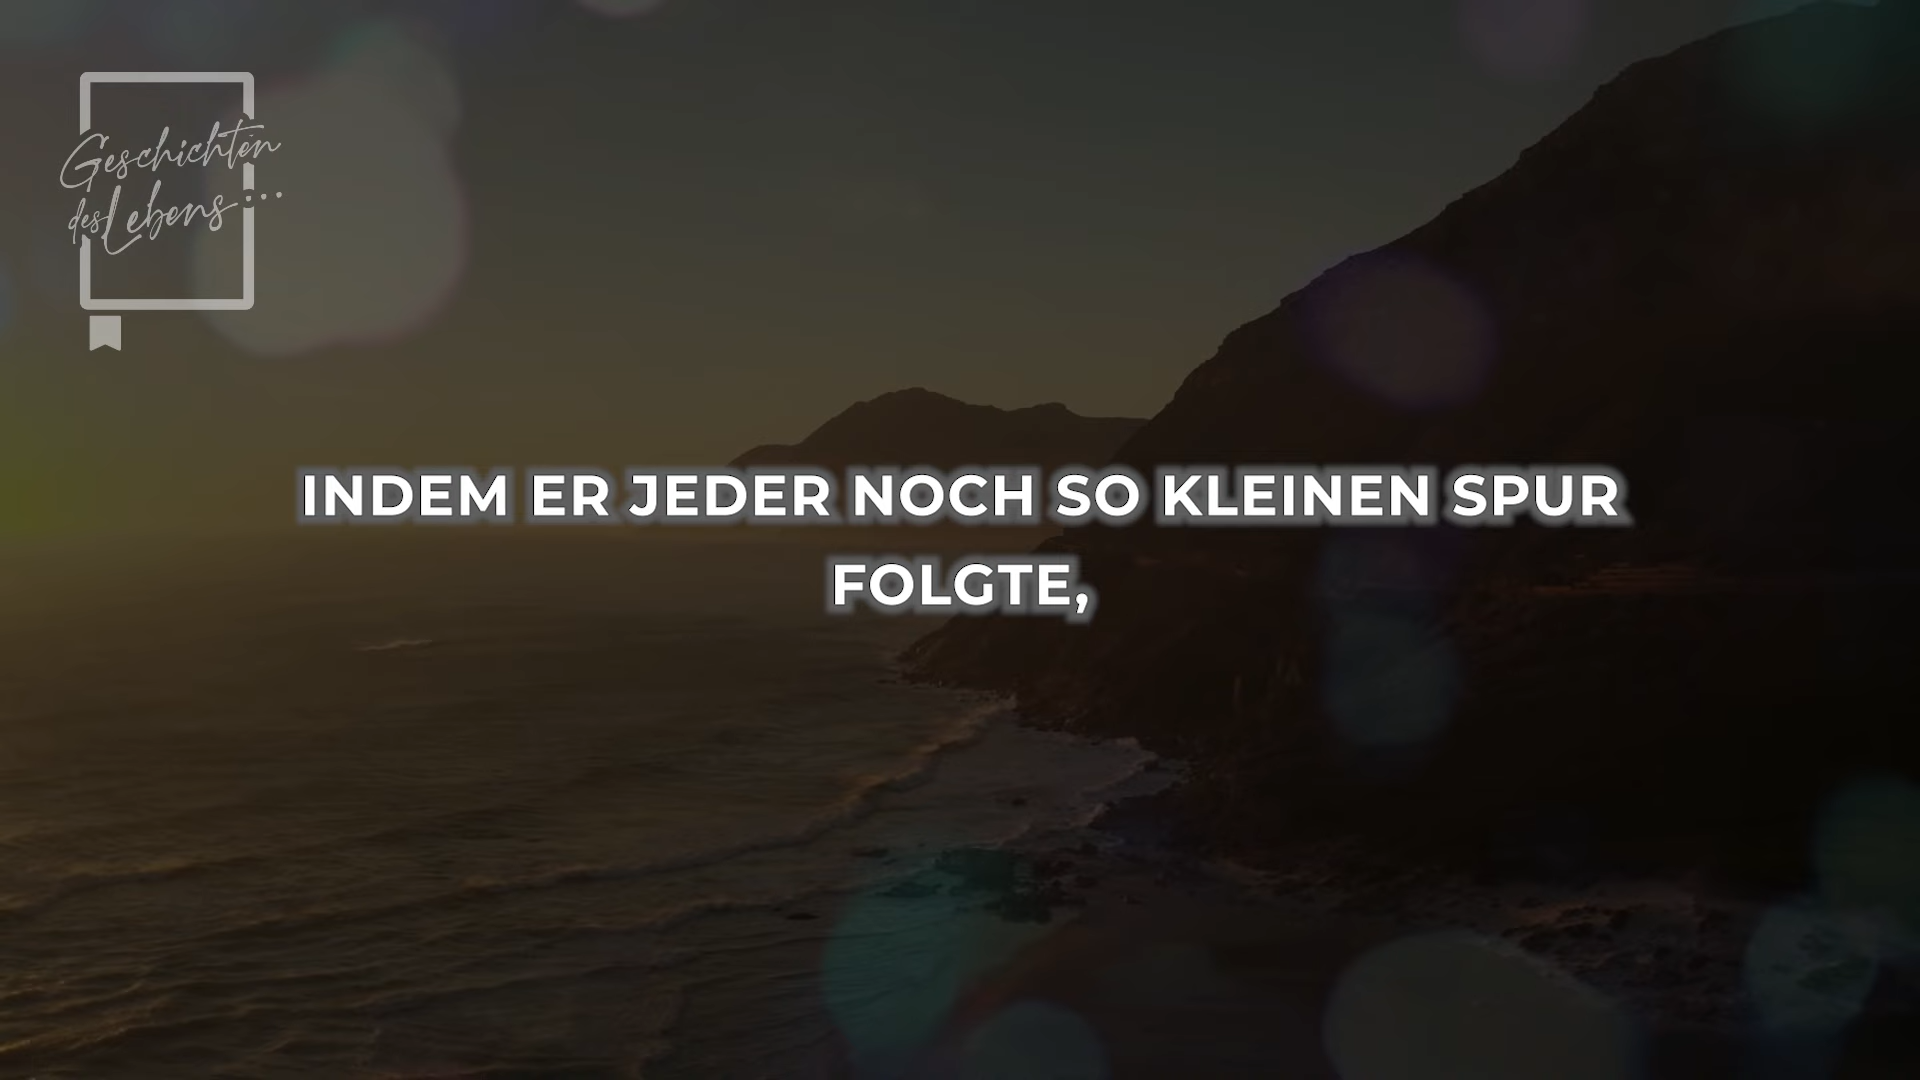 Geschichten
des Lebens...
INDEM ER JEDER NOCH SO KLEINEN SPUR
FOLGTE,